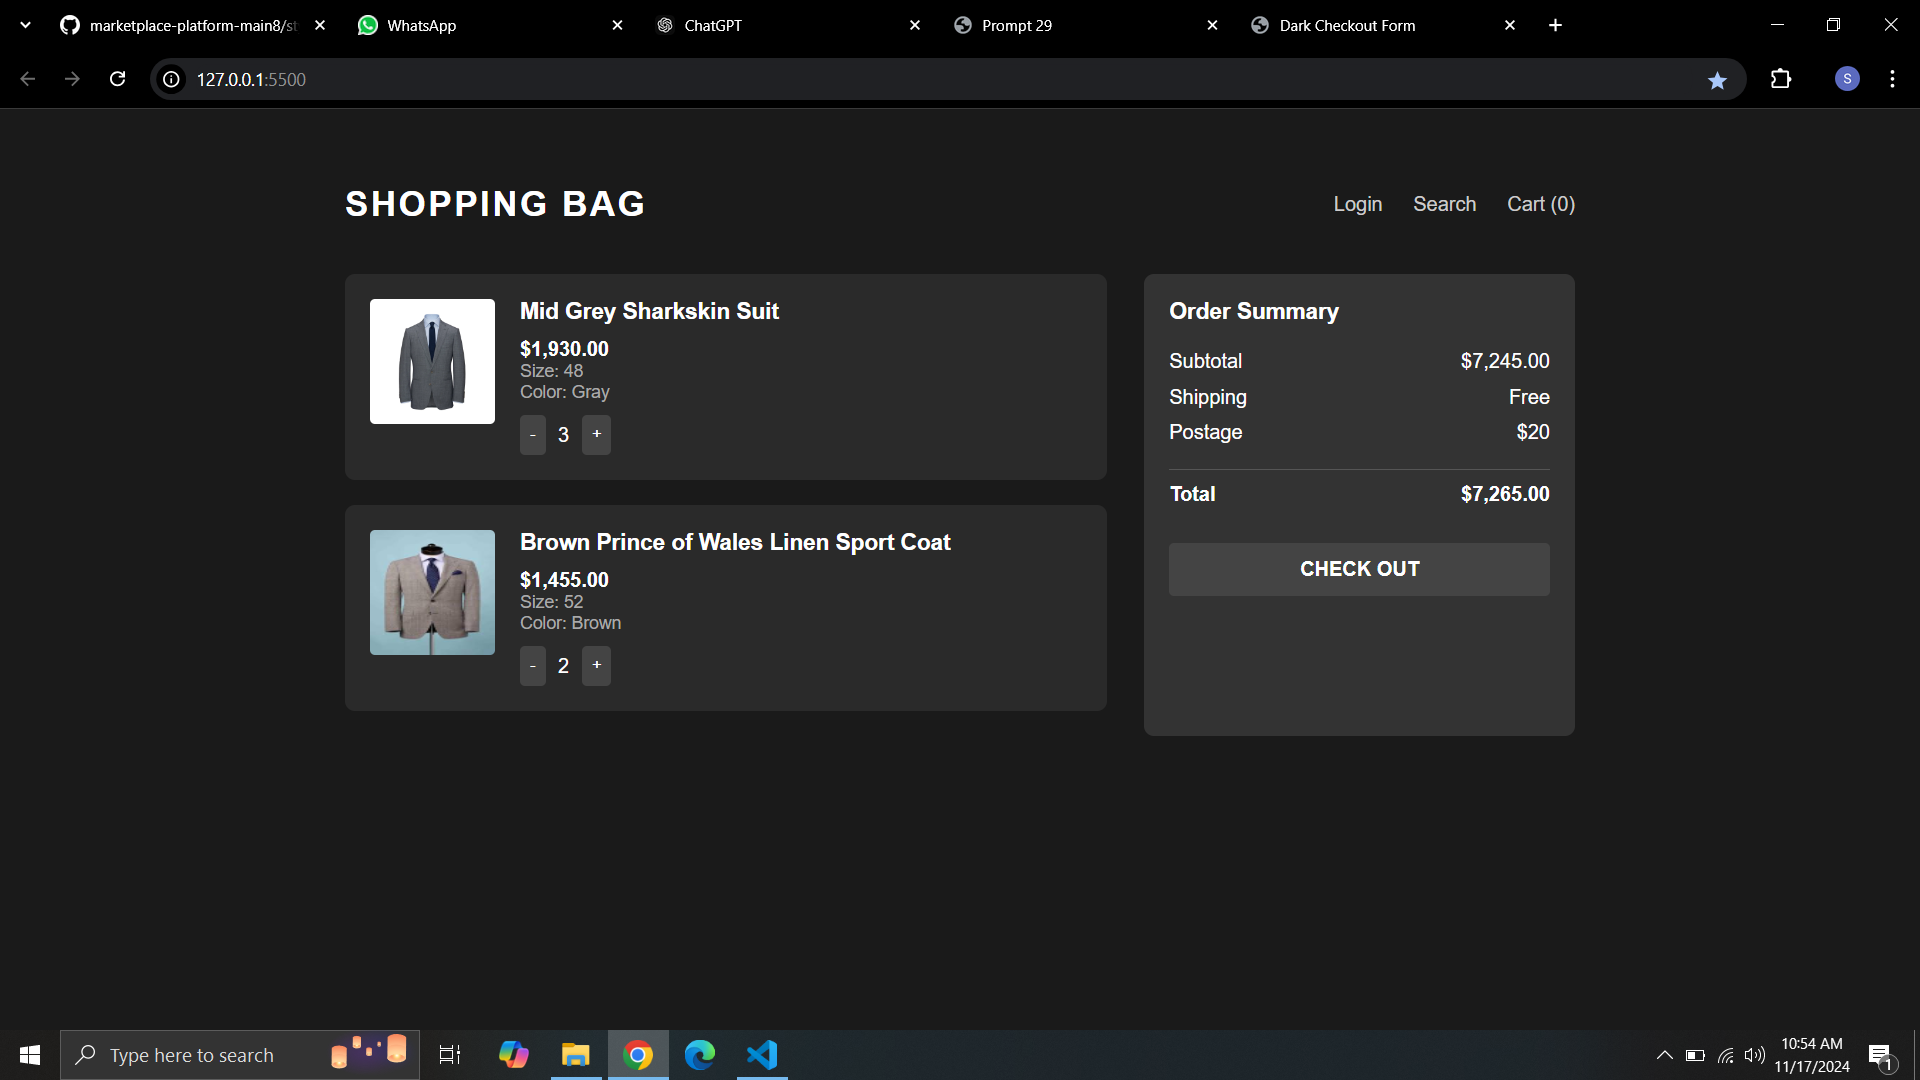 marketplace-platform-main8/st
WhatsApp
ChatGPT
Prompt 29
Dark Checkout Form
127.0.0.1:5500
S
SHOPPING BAG
Login
Search
Cart (0)
Mid Grey Sharkskin Suit
$1,930.00
Size: 48
Color: Gray
- 3 +
Brown Prince of Wales Linen Sport Coat
$1,455.00
Size: 52
Color: Brown
- 2 +
Order Summary
Subtotal $7,245.00
Shipping Free
Postage $20
Total $7,265.00
CHECK OUT
Type here to search
10:54 AM
11/17/2024
1